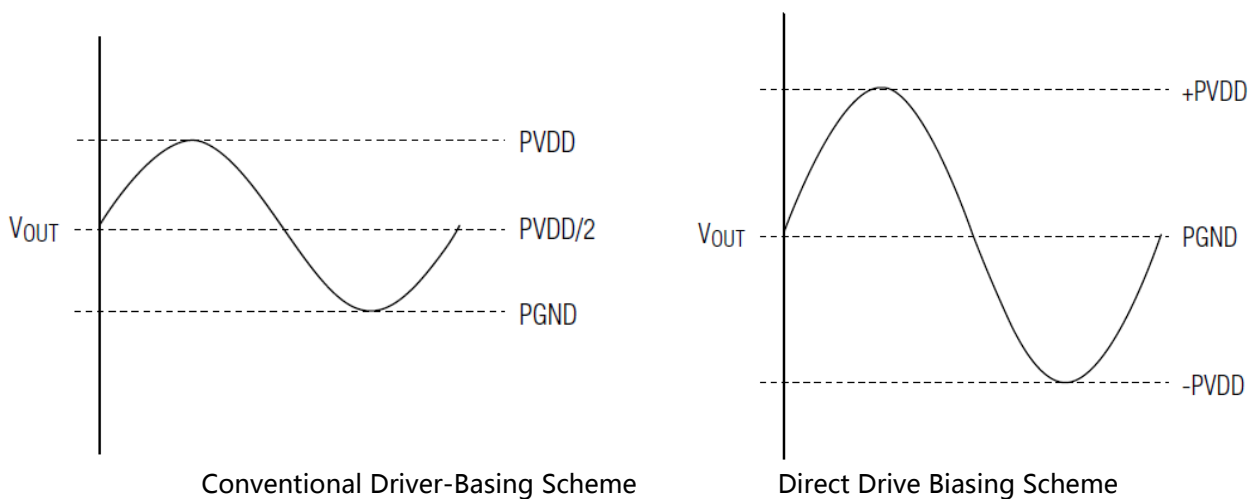 PVDD
VOUT
PVDD/2
PGND
Conventional Driver-Basing Scheme
+PVDD
VOUT
PGND
-PVDD
Direct Drive Biasing Scheme